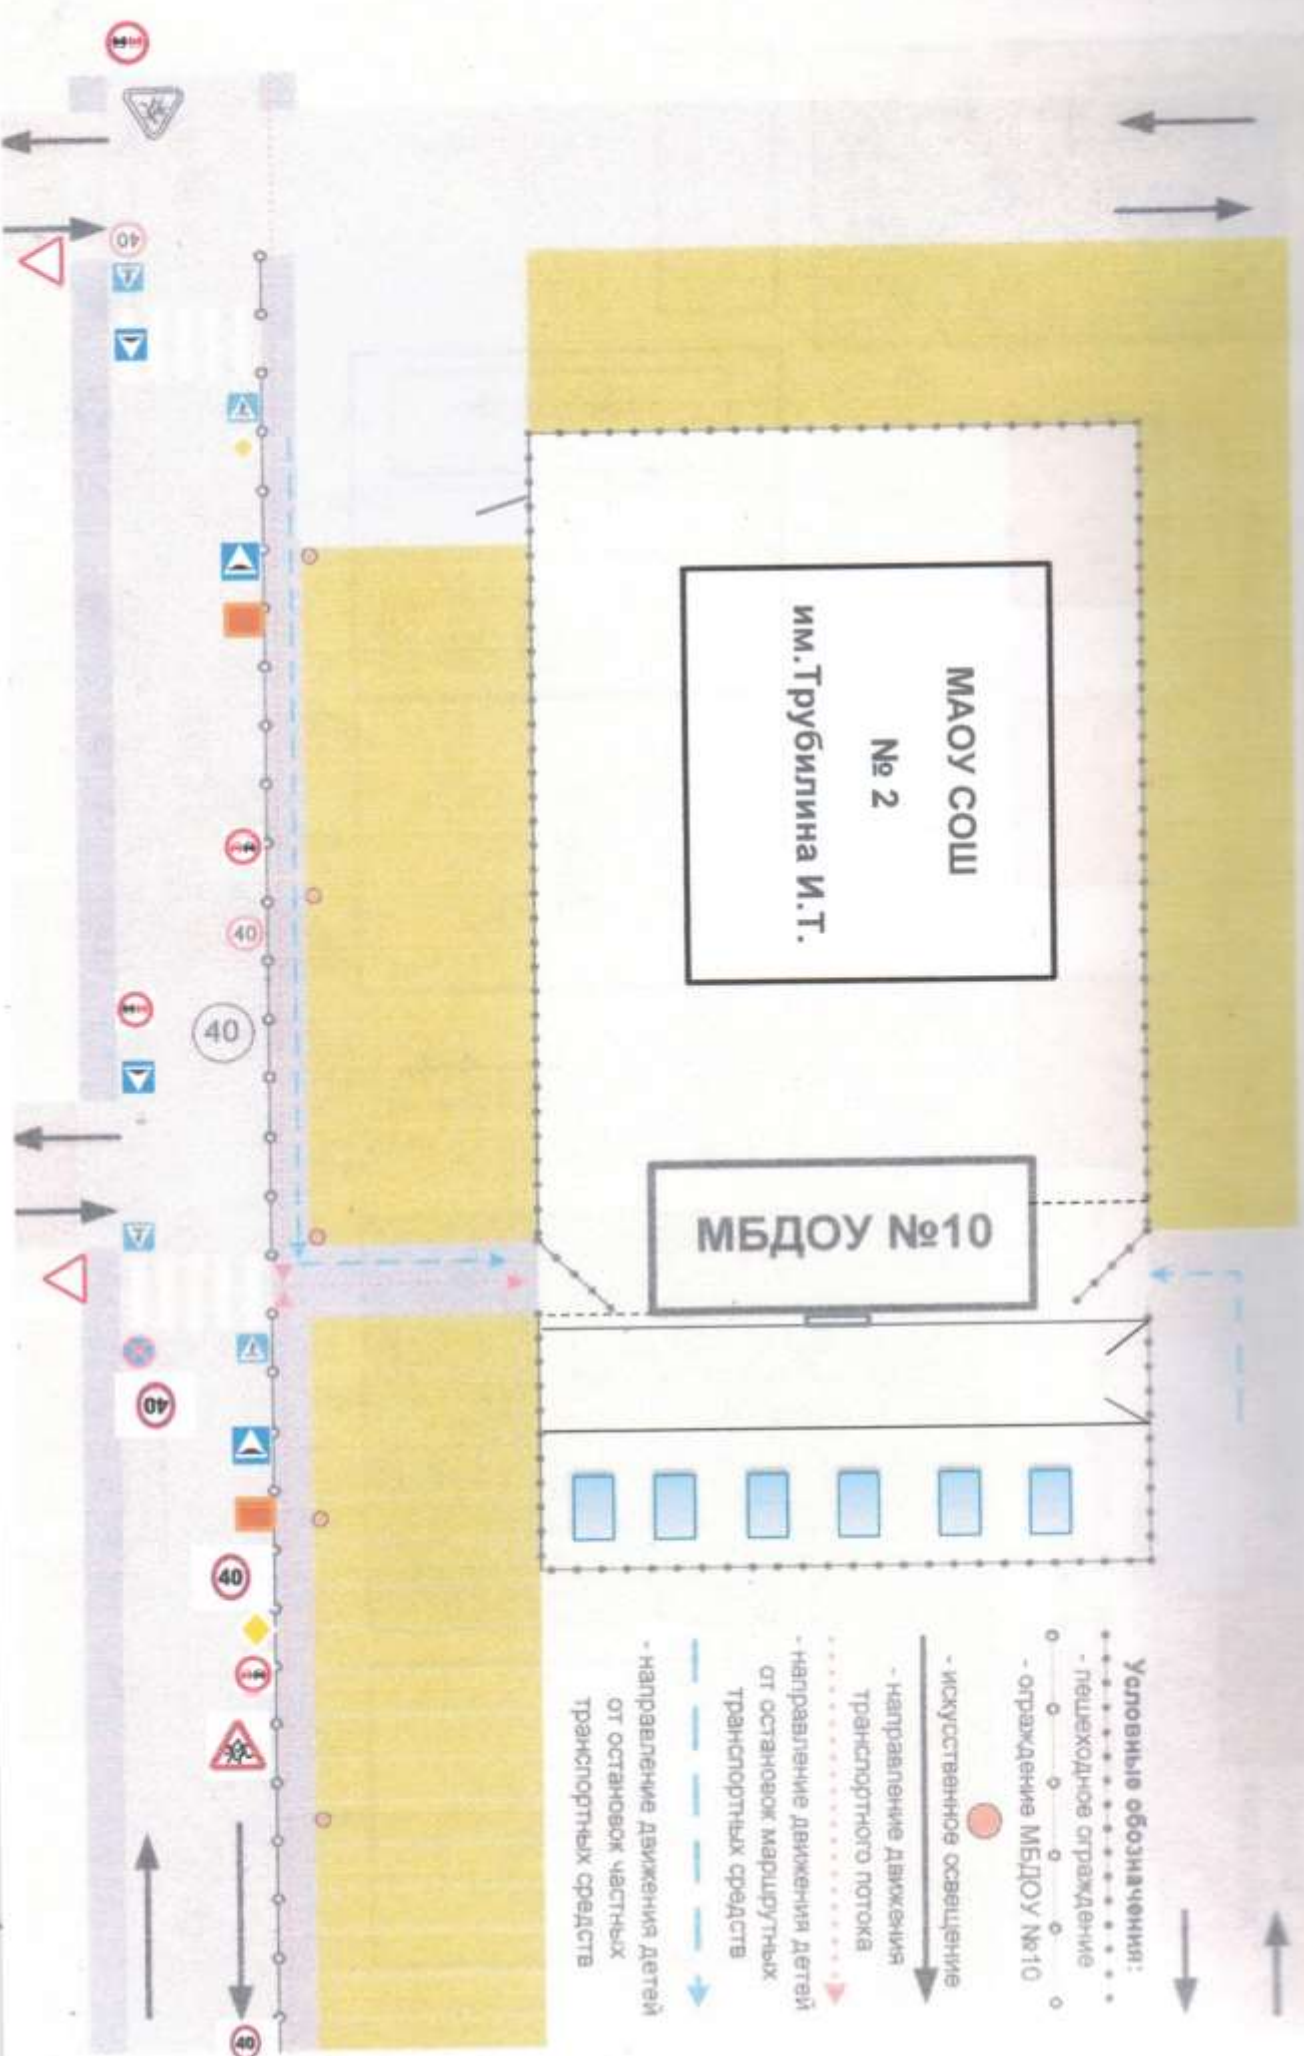 МАОУ СОШ
№ 2
им.Трубилина И.Т.
МБДОУ №10
Условные обозначения:
- пешеходное ограждение
- ограждение МБДОУ №10
- искуственное освещение
- направление движения
транспортного потока
- направление движения детей
от остановок маршрутных
транспортных средств
- направление движения детей
от остановок частных
транспортных средств
40
40
40
40
40
40